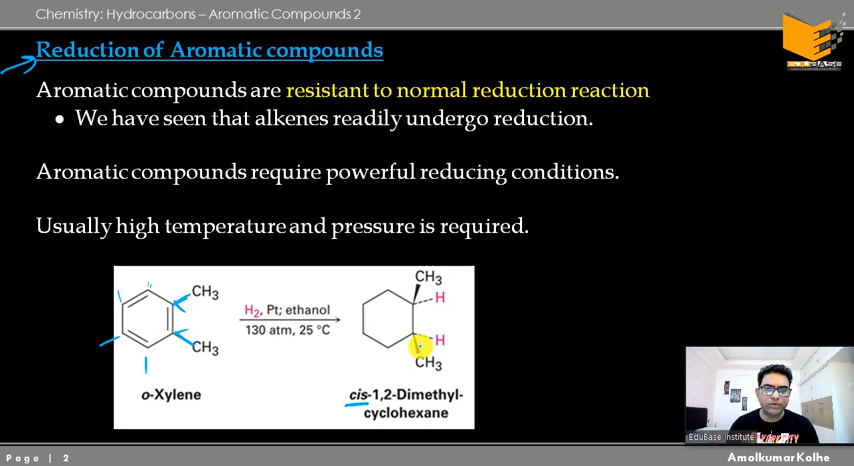 Chemistry: Hydrocarbons – Aromatic Compounds 2
EDUBASE
Reduction of Aromatic compounds
Aromatic compounds are resistant to normal reduction reaction
• We have seen that alkenes readily undergo reduction.
Aromatic compounds require powerful reducing conditions.
Usually high temperature and pressure is required.
CH3
CH3
H2, Pt; ethanol
130 atm, 25 °C
CH3
H
H
CH3
o-Xylene
cis-1,2-Dimethyl-
cyclohexane
EduBase Institute
Page | 2
Amolkumar Kolhe